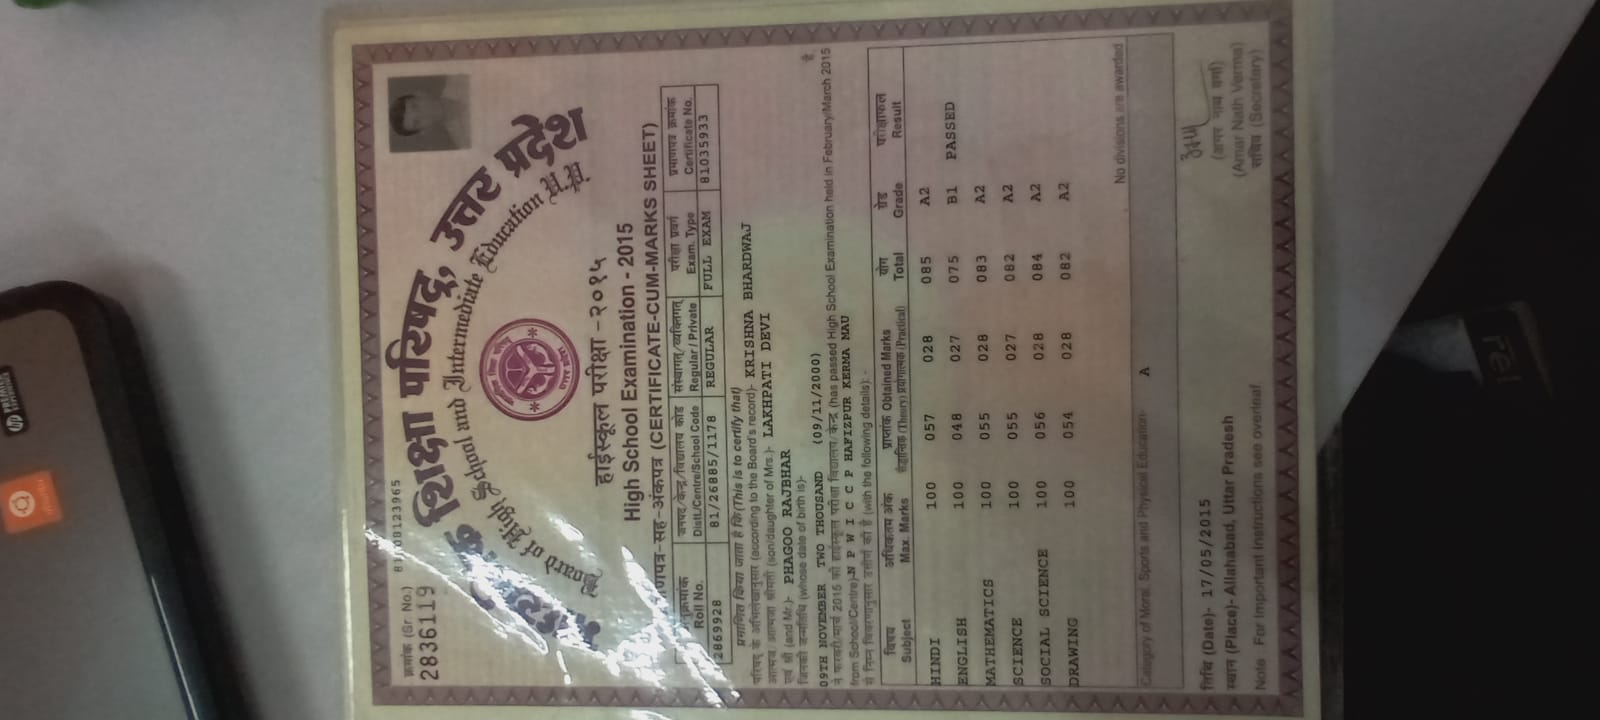 क्रमांक (Sr. No.)
2836119
शिक्षा परिषद्, उत्तर प्रदेश
Board of High School and Intermediate Education U.P.
हाईस्कूल परीक्षा -२०१५
High School Examination - 2015
(CERTIFICATE-CUM-MARKS SHEET)
Roll No. जनपद/केन्द्र/विद्यालय कोड Distt/Centre/School Code संस्थागत/व्यक्तिगत Regular / Private परीक्षा प्रवर्ग Exam. Type प्रमाणपत्र क्रमांक Certificate No.
2869928 81/26885/1178 REGULAR FULL EXAM 81035933
प्रमाणित किया जाता है कि (This is to certify that)
परिषद के अभिलेखानुसार (according to the Board's record)- KRISHNA BHARDWAJ
आत्मज/आत्मजा श्रीमती (son/daughter of Mrs.)- LAKHPATI DEVI
एवं श्री (and Mr.)- PHAGOO RAJBHAR
जिनकी जन्मतिथि (whose date of birth is)-
09TH NOVEMBER TWO THOUSAND (09/11/2000) है,
ने फरवरी/मार्च 2015 की हाईस्कूल परीक्षा विद्यालय/केन्द्र (has passed High School Examination held in February/March 2015
from School/Centre)-N P W I C C P HAFIZPUR KERMA MAU
से निम्न विवरणानुसार उत्तीर्ण की है (with the following details): -
विषय Subject अधिकतम अंक Max. Marks प्राप्तांक Obtained Marks सैद्धान्तिक (Theory) प्रयोगात्मक (Practical) योग Total ग्रेड Grade परीक्षाफल Result
HINDI 100 057 028 085 A2
ENGLISH 100 048 027 075 B1 PASSED
MATHEMATICS 100 055 028 083 A2
SCIENCE 100 055 027 082 A2
SOCIAL SCIENCE 100 056 028 084 A2
DRAWING 100 054 028 082 A2
No divisions are awarded
Category of Moral, Sports and Physical Education- A
तिथि (Date)- 17/05/2015
स्थान (Place)- Allahabad, Uttar Pradesh
(अमर नाथ वर्मा)
(Amar Nath Verma)
सचिव (Secretary)
Note : For Important Instructions see overleaf